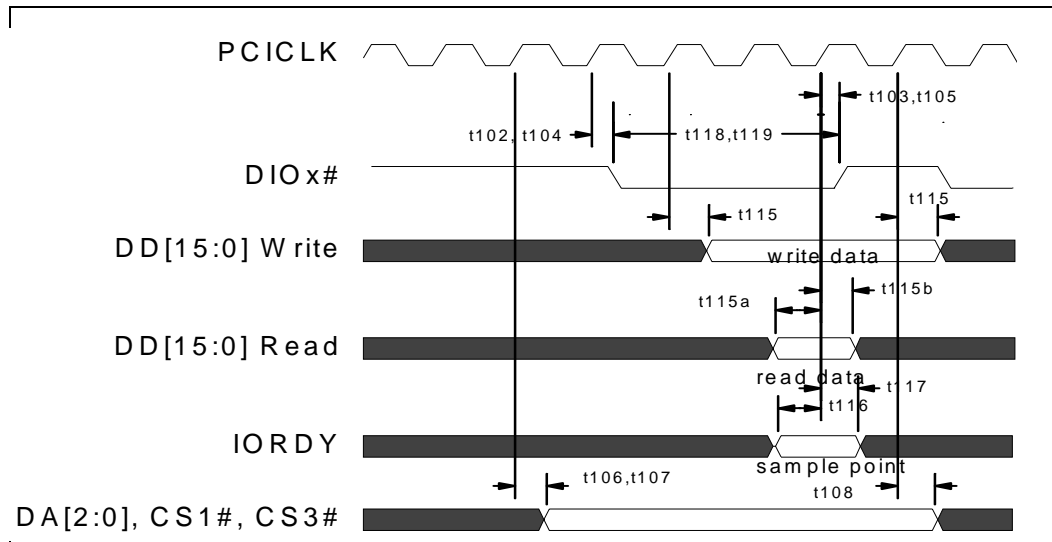 PCICLK
t103,t105
t102, t104
t118,t119
DIOx#
t115
t115
DD[15:0] Write
write data
t115b
t115a
DD[15:0] Read
read data
t117
t116
IORDY
sample point
t106,t107
t108
DA[2:0], CS1#, CS3#